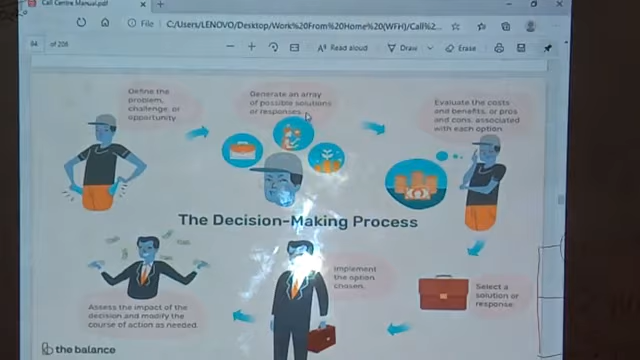 Call Centre Manual.pdf
File
C:/Users/LENOVO/Desktop/Work%20From%20Home%20(WFH)/Call%2...
84 of 208
Read aloud
Draw
Erase
Define the
problem,
challenge, or
opportunity.
Generate an array
of possible solutions
or responses.
Evaluate the costs
and benefits, or pros
and cons, associated
with each option.
The Decision-Making Process
Implement
the option
chosen.
Select a
solution or
response.
Assess the impact of the
decision and modify the
course of action as needed.
the balance